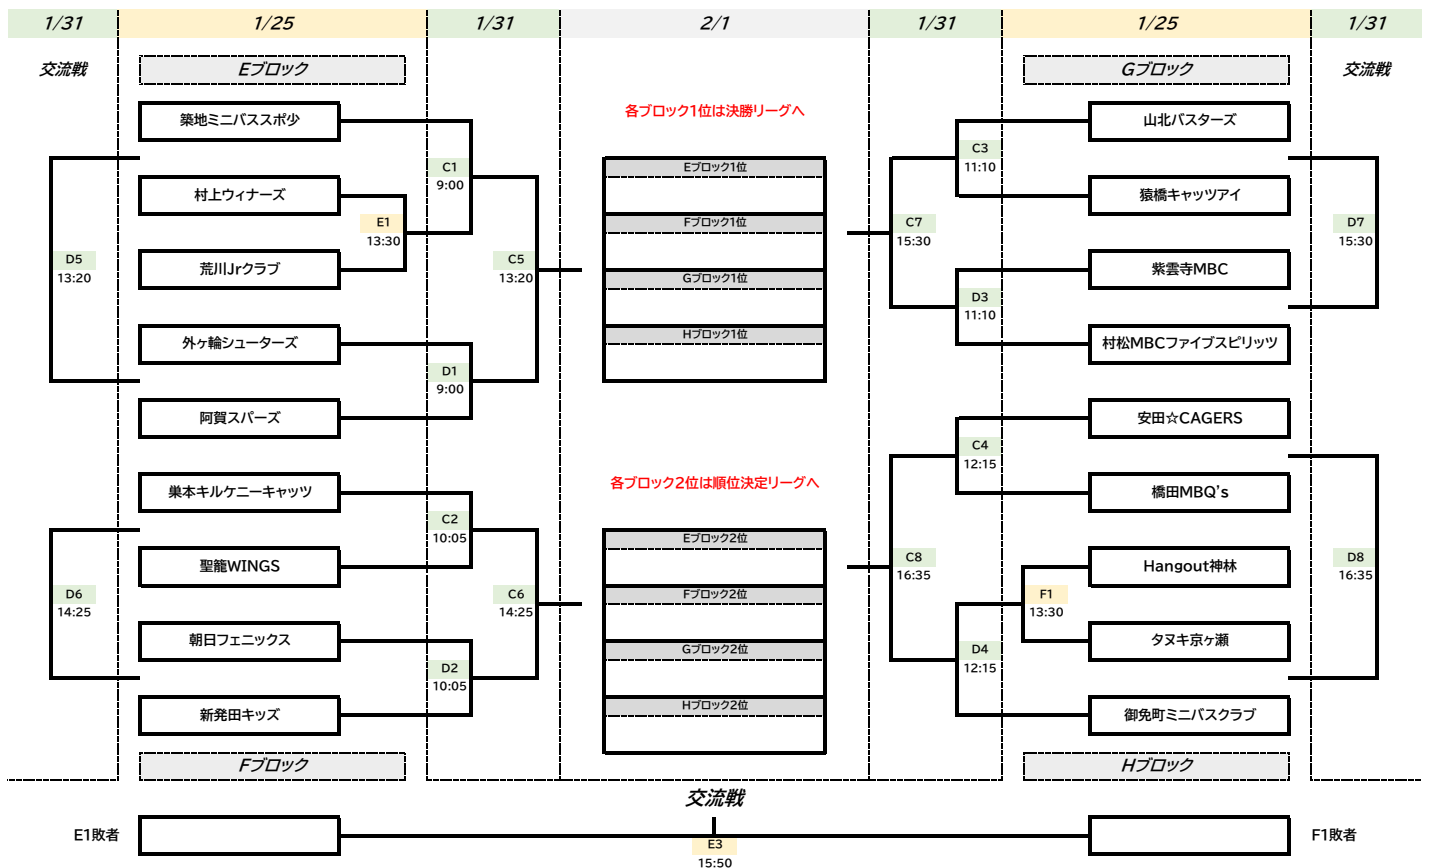 1/31
1/25
1/31
2/1
1/31
1/25
1/31
交流戦
Eブロック
Gブロック
交流戦
築地ミニバススポ少
各ブロック1位は決勝リーグへ
山北バスターズ
C1
9:00
Eブロック1位
C3
11:10
村上ウィナーズ
猿橋キャッツアイ
E1
13:30
Fブロック1位
C7
15:30
D7
15:30
D5
13:20
荒川Jrクラブ
C5
13:20
Gブロック1位
紫雲寺MBC
D3
11:10
外ヶ輪シューターズ
Hブロック1位
村松MBCファイブスピリッツ
D1
9:00
阿賀スパーズ
安田☆CAGERS
C4
12:15
巣本キルケニーキャッツ
各ブロック2位は順位決定リーグへ
橋田MBQ's
C2
10:05
Eブロック2位
聖籠WINGS
C8
16:35
Hangout神林
D8
16:35
D6
14:25
C6
14:25
Fブロック2位
F1
13:30
朝日フェニックス
Gブロック2位
タヌキ京ヶ瀬
D2
10:05
D4
12:15
新発田キッズ
Hブロック2位
御免町ミニバスクラブ
Fブロック
Hブロック
交流戦
E1敗者
F1敗者
E3
15:50